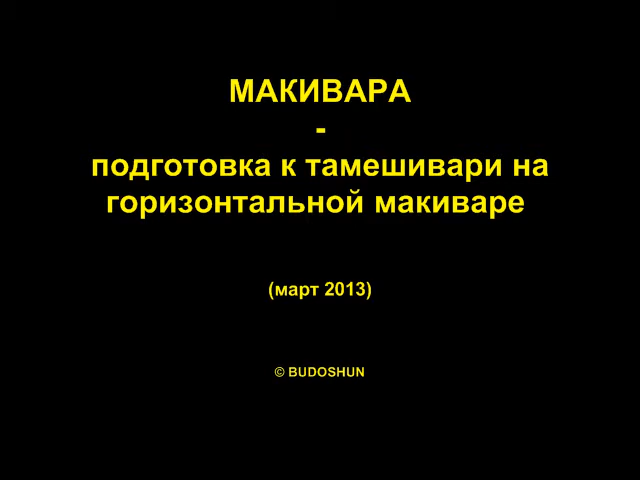 МАКИВАРА
-
подготовка к тамешивари на
горизонтальной макиваре
(март 2013)
© BUDOSHUN